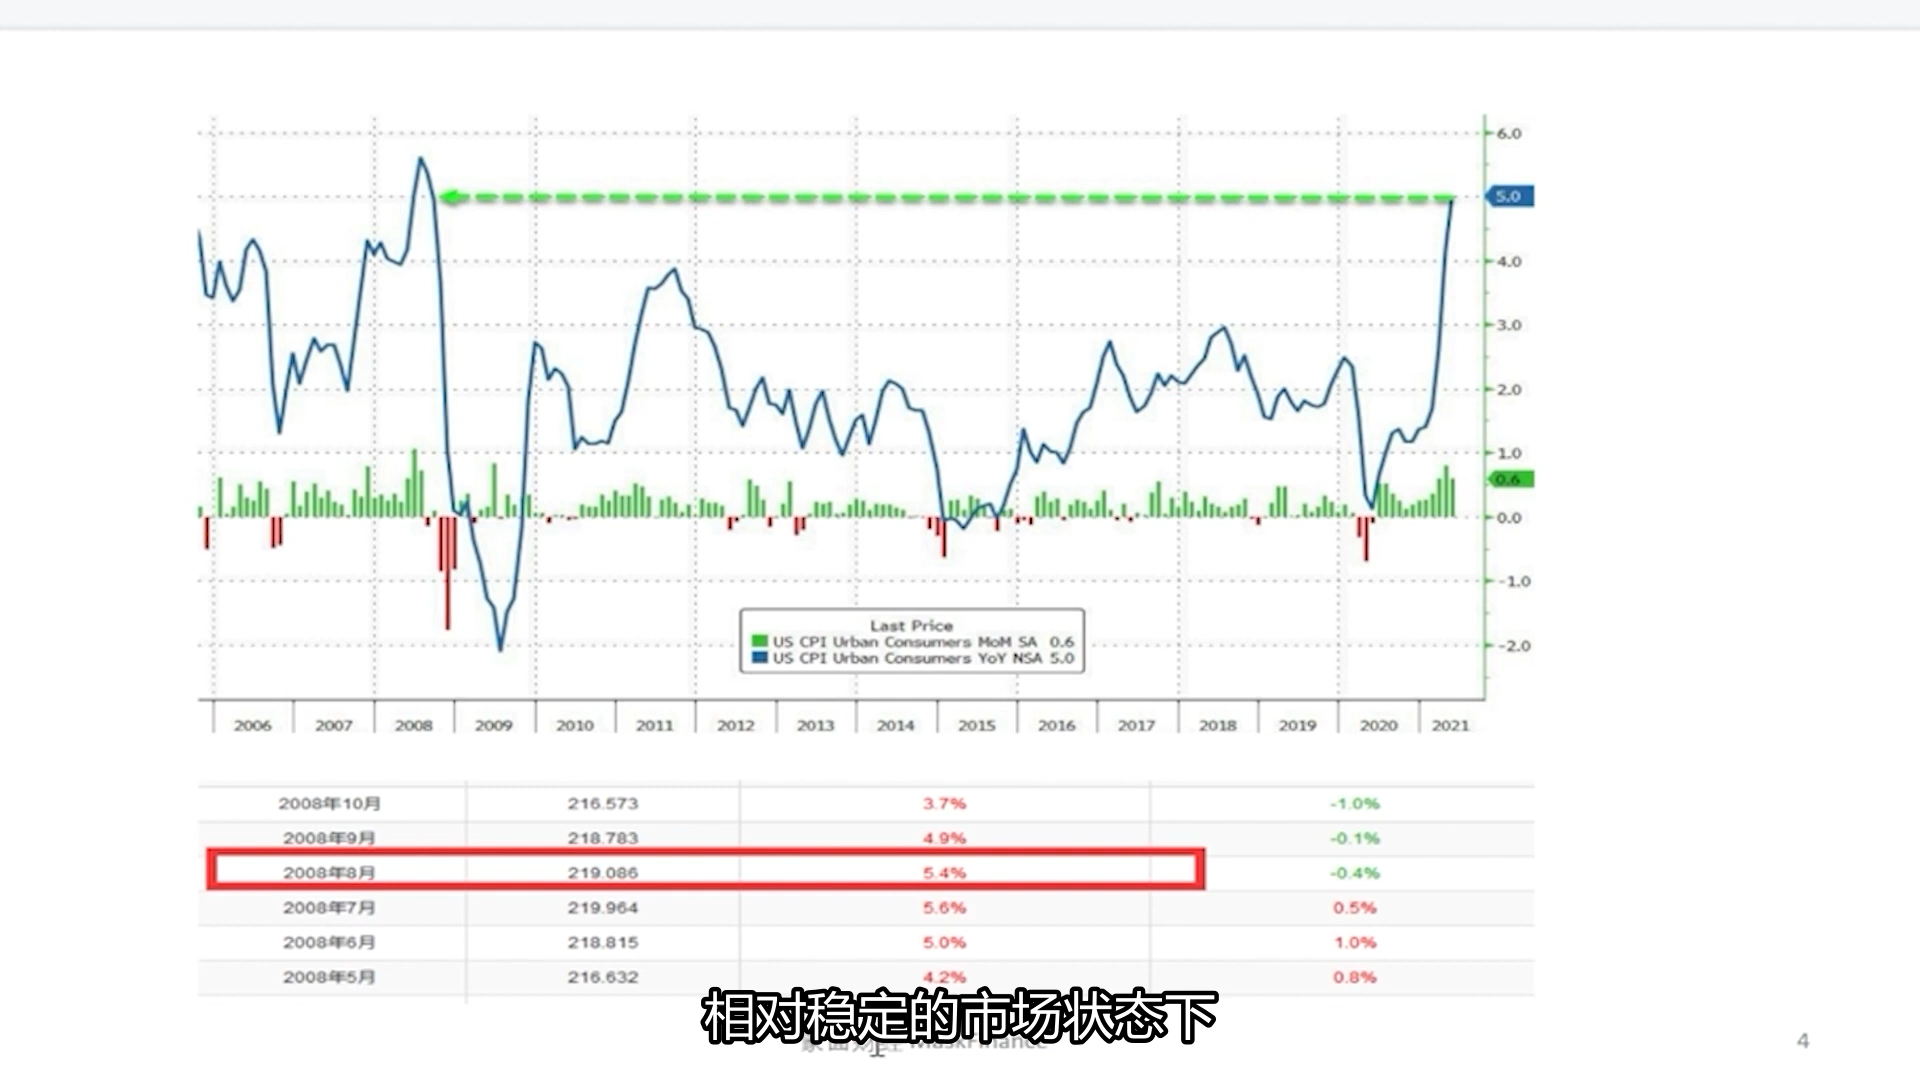 6.0
5.0
4.0
3.0
2.0
1.0
0.6
0.0
-1.0
-2.0
Last Price
US CPI Urban Consumers MoM SA 0.6
US CPI Urban Consumers YoY NSA 5.0
2006 2007 2008 2009 2010 2011 2012 2013 2014 2015 2016 2017 2018 2019 2020 2021
2008年10月 216.573 3.7% -1.0%
2008年9月 218.783 4.9% -0.1%
2008年8月 219.086 5.4% -0.4%
2008年7月 219.964 5.6% 0.5%
2008年6月 218.815 5.0% 1.0%
2008年5月 216.632 4.2% 0.8%
相对稳定的市场状态下
MaskFinance
4